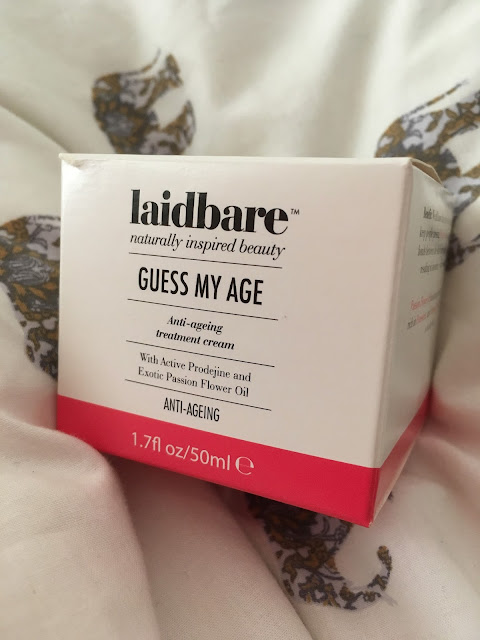 laidbare™
naturally inspired beauty
GUESS MY AGE
Anti-ageing
treatment cream
With Active Prodejine and
Exotic Passion Flower Oil
ANTI-AGEING
1.7fl oz/50ml ℮